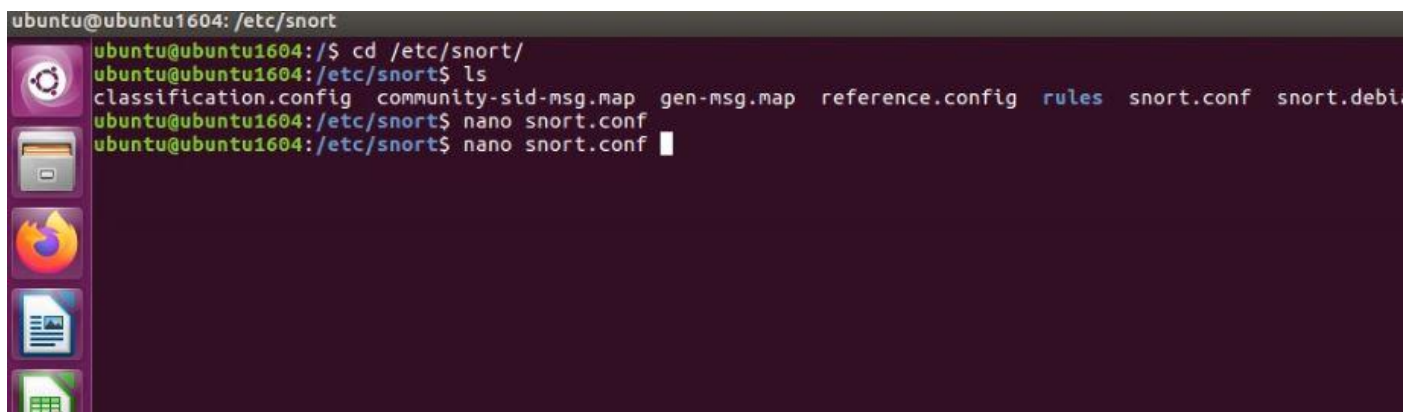 ubuntu@ubuntu1604: /etc/snort
ubuntu@ubuntu1604:/$ cd /etc/snort/
ubuntu@ubuntu1604:/etc/snort$ ls
classification.config  community-sid-msg.map  gen-msg.map  reference.config  rules  snort.conf  snort.debi
ubuntu@ubuntu1604:/etc/snort$ nano snort.conf
ubuntu@ubuntu1604:/etc/snort$ nano snort.conf